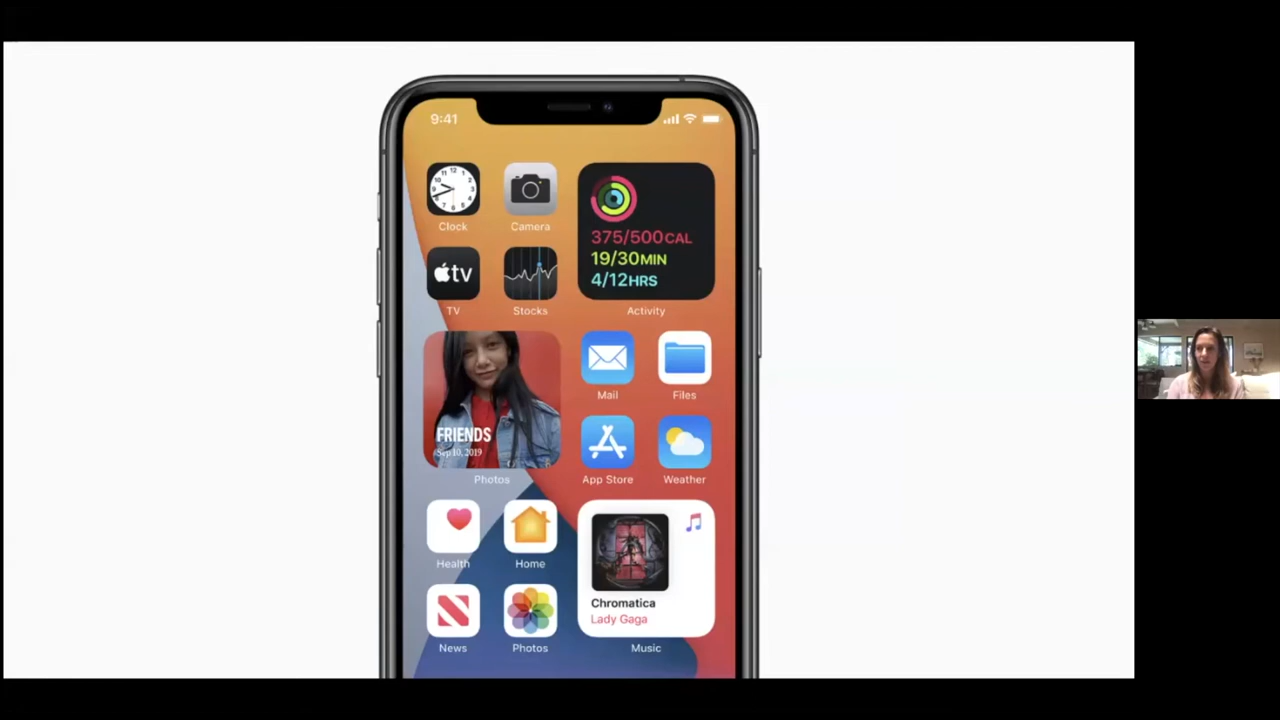 9:41
Clock
Camera
375/500CAL
19/30MIN
4/12HRS
tv
TV
Stocks
Activity
FRIENDS
Sep 10, 2019
Mail
Files
App Store
Weather
Photos
Health
Home
Chromatica
Lady Gaga
News
Photos
Music